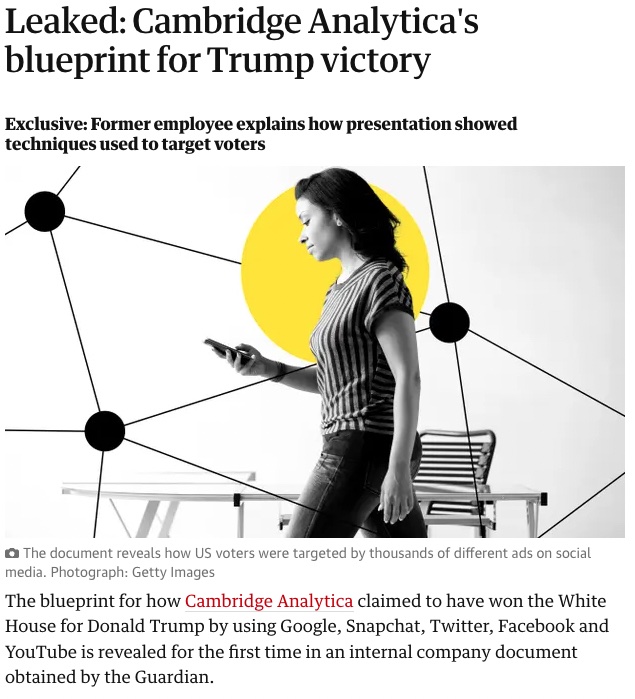 Leaked: Cambridge Analytica's
blueprint for Trump victory
Exclusive: Former employee explains how presentation showed
techniques used to target voters
The document reveals how US voters were targeted by thousands of different ads on social
media. Photograph: Getty Images
The blueprint for how Cambridge Analytica claimed to have won the White
House for Donald Trump by using Google, Snapchat, Twitter, Facebook and
YouTube is revealed for the first time in an internal company document
obtained by the Guardian.